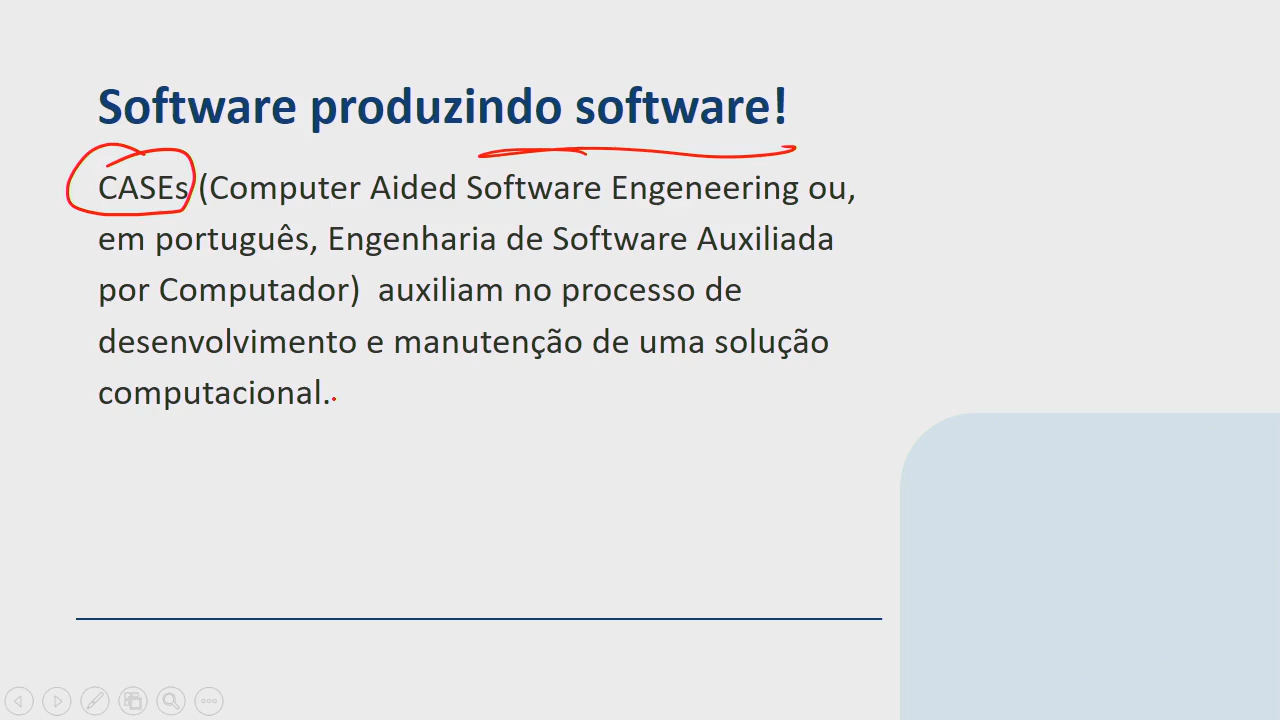 Software produzindo software!
CASEs (Computer Aided Software Engeneering ou,
em português, Engenharia de Software Auxiliada
por Computador) auxiliam no processo de
desenvolvimento e manutenção de uma solução
computacional.